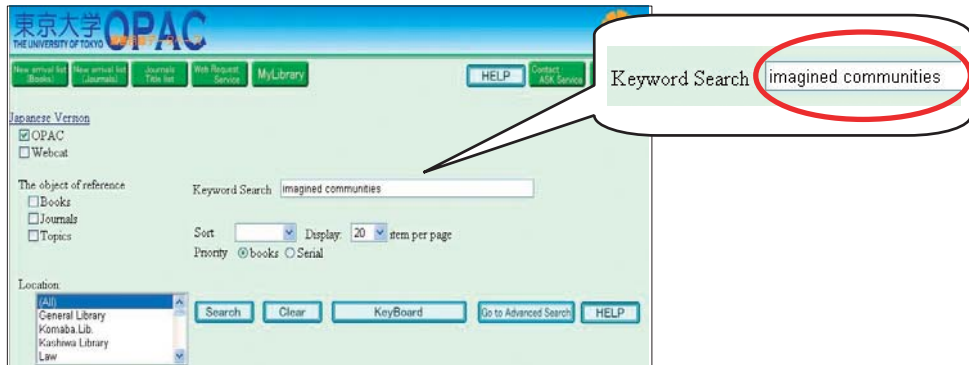 東京大学OPAC
THE UNIVERSITY OF TOKYO
New arrival list (Books)
New arrival list (Journals)
Journals Title list
Web Request Service
MyLibrary
HELP
Contact ASK Service
Keyword Search imagined communities
Japanese Version
OPAC
Webcat
The object of reference
Books
Journals
Topics
Keyword Search imagined communities
Sort Display: 20 item per page
Priority books Serial
Location:
(All)
General Library
Komaba.Lib.
Kashiwa Library
Law
Search Clear KeyBoard Go to Advanced Search HELP